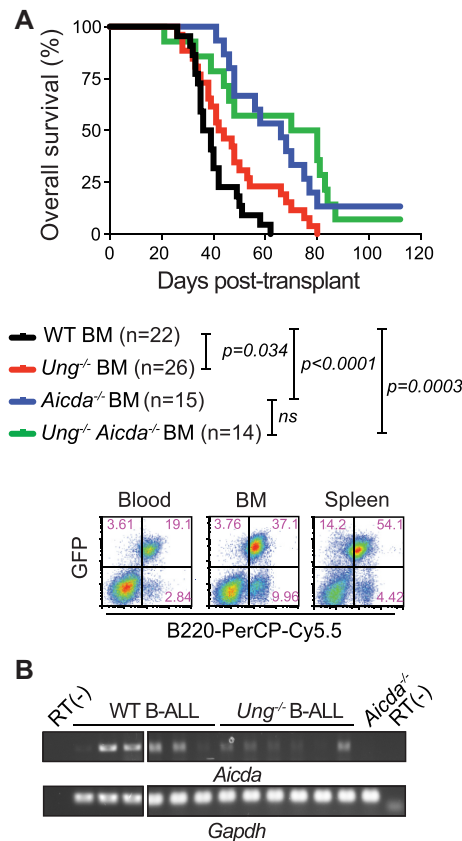 A
Overall survival (%)
100
75
50
25
0
0 20 40 60 80 100 120
Days post-transplant
WT BM (n=22)
Ung-/- BM (n=26)
Aicda-/- BM (n=15)
Ung-/- Aicda-/- BM (n=14)
p=0.034
p<0.0001
ns
p=0.0003
Blood BM Spleen
3.61 19.1 3.76 37.1 14.2 54.1
2.84 9.96 4.42
GFP
B220-PerCP-Cy5.5
B
RT(-) WT B-ALL Ung-/- B-ALL Aicda-/- RT(-)
Aicda
Gapdh